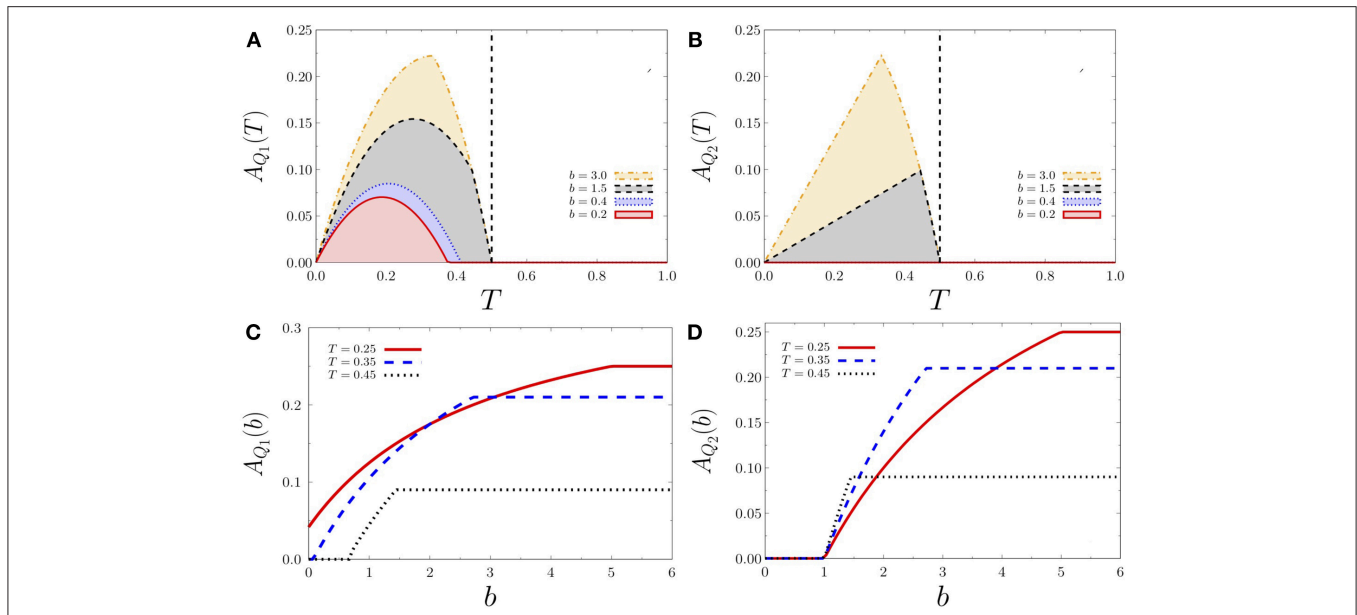 A
A_{Q_1}(T)
0.25
0.20
0.15
0.10
0.05
0.00
b = 3.0
b = 1.5
b = 0.4
b = 0.2
0.0 0.2 0.4 0.6 0.8 1.0
T
B
A_{Q_2}(T)
0.25
0.20
0.15
0.10
0.05
0.00
b = 3.0
b = 1.5
b = 0.4
b = 0.2
0.0 0.2 0.4 0.6 0.8 1.0
T
C
A_{Q_1}(b)
0.3
0.2
0.1
0.0
T = 0.25
T = 0.35
T = 0.45
0 1 2 3 4 5 6
b
D
A_{Q_2}(b)
0.25
0.20
0.15
0.10
0.05
0.00
T = 0.25
T = 0.35
T = 0.45
0 1 2 3 4 5 6
b